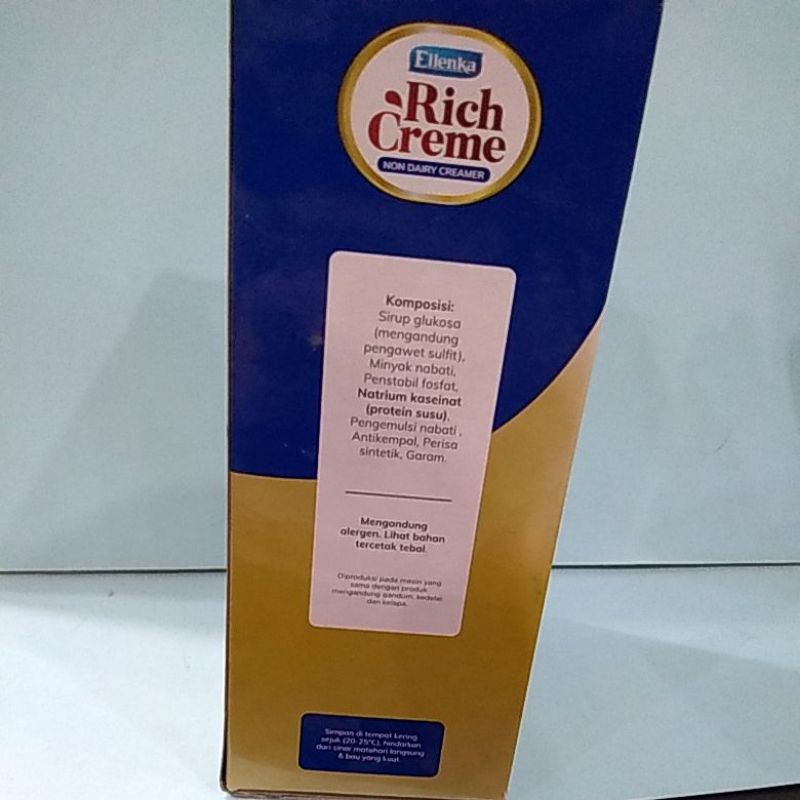 Ellenka
Rich
Creme
NON DAIRY CREAMER
Komposisi:
Sirup glukosa
(mengandung
pengawet sulfit),
Minyak nabati,
Penstabil fosfat,
Natrium kaseinat
(protein susu),
Pengemulsi nabati ,
Antikempal, Perisa
sintetik, Garam.
Mengandung
alergen. Lihat bahan
tercetak tebal.
Diproduksi pada mesin yang
sama dengan produk
mengandung gandum, kedelai
dan kelapa.
Simpan di tempat kering
sejuk (20-25°C), hindarkan
dari sinar matahari langsung
& bau yang kuat.